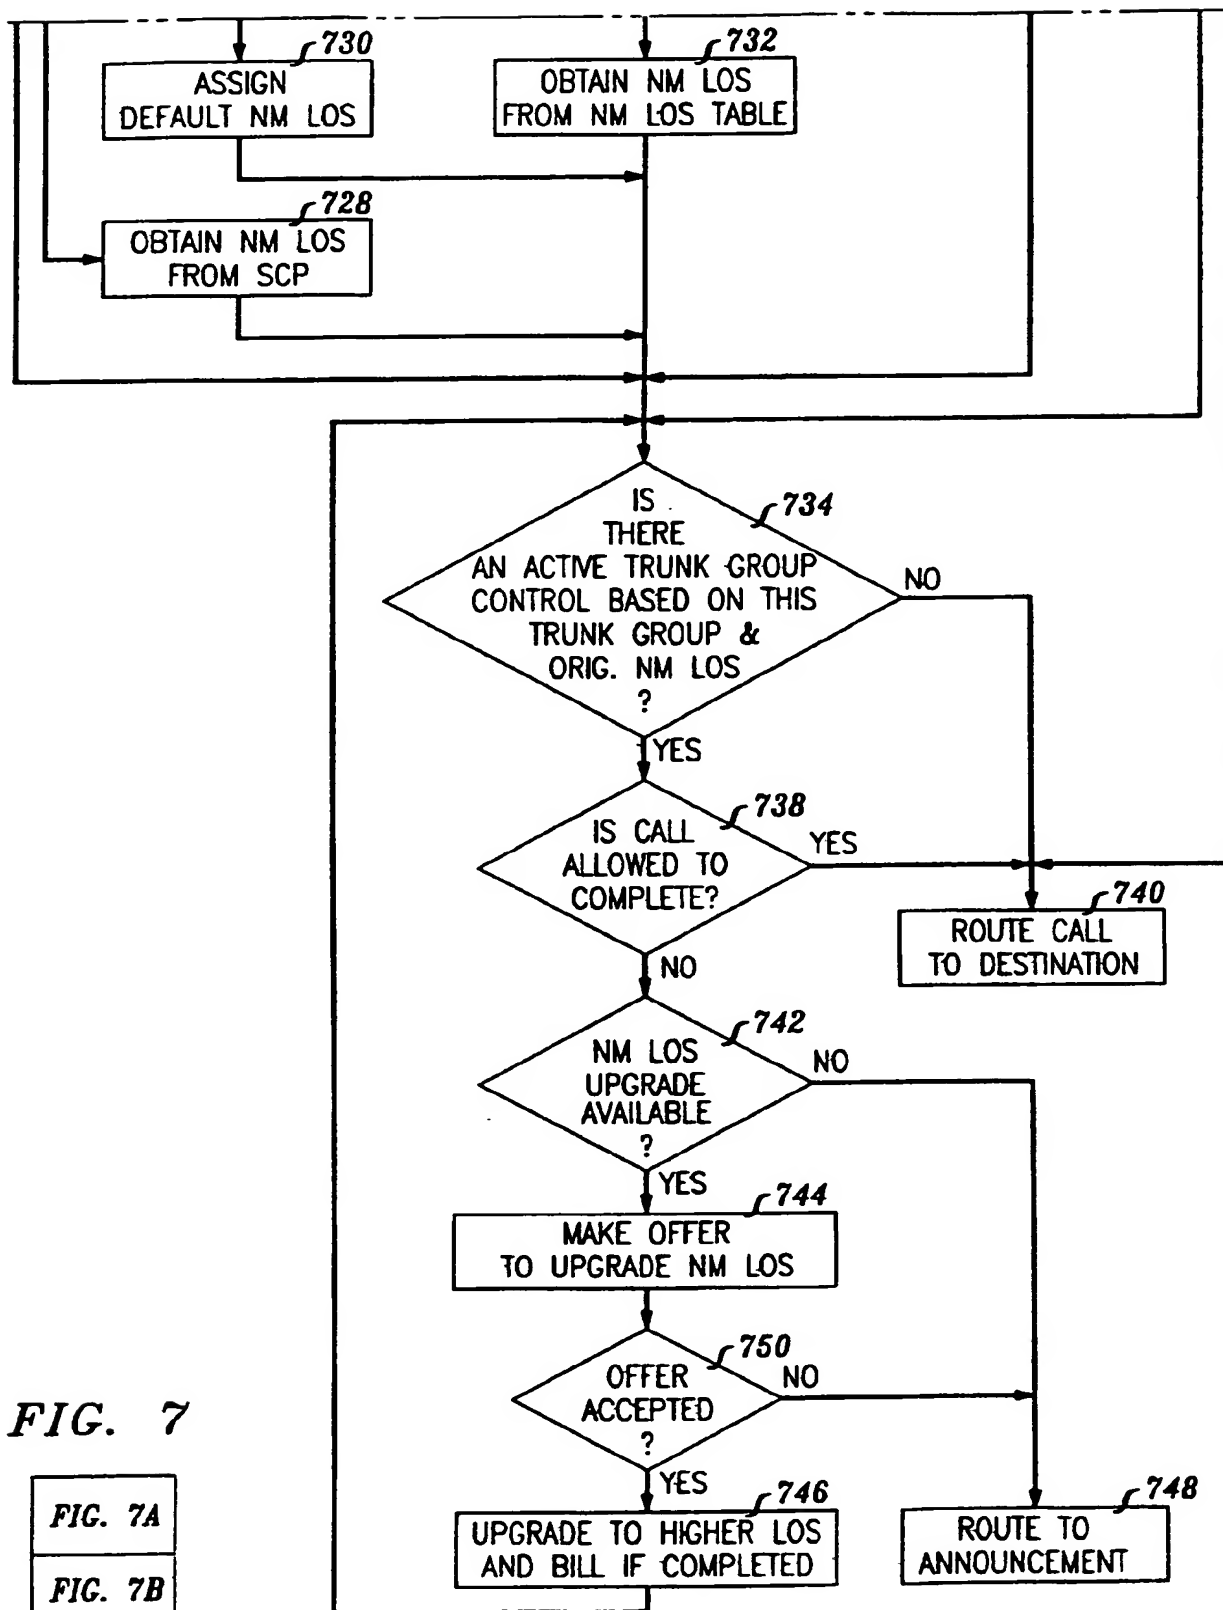 730
ASSIGN
DEFAULT NM LOS
732
OBTAIN NM LOS
FROM NM LOS TABLE
728
OBTAIN NM LOS
FROM SCP
734
IS
THERE
AN ACTIVE TRUNK GROUP
CONTROL BASED ON THIS
TRUNK GROUP &
ORIG. NM LOS
?
NO
YES
738
IS CALL
ALLOWED TO
COMPLETE?
YES
NO
740
ROUTE CALL
TO DESTINATION
742
NM LOS
UPGRADE
AVAILABLE
?
NO
YES
744
MAKE OFFER
TO UPGRADE NM LOS
750
OFFER
ACCEPTED
?
NO
YES
746
UPGRADE TO HIGHER LOS
AND BILL IF COMPLETED
748
ROUTE TO
ANNOUNCEMENT
FIG. 7
FIG. 7A
FIG. 7B